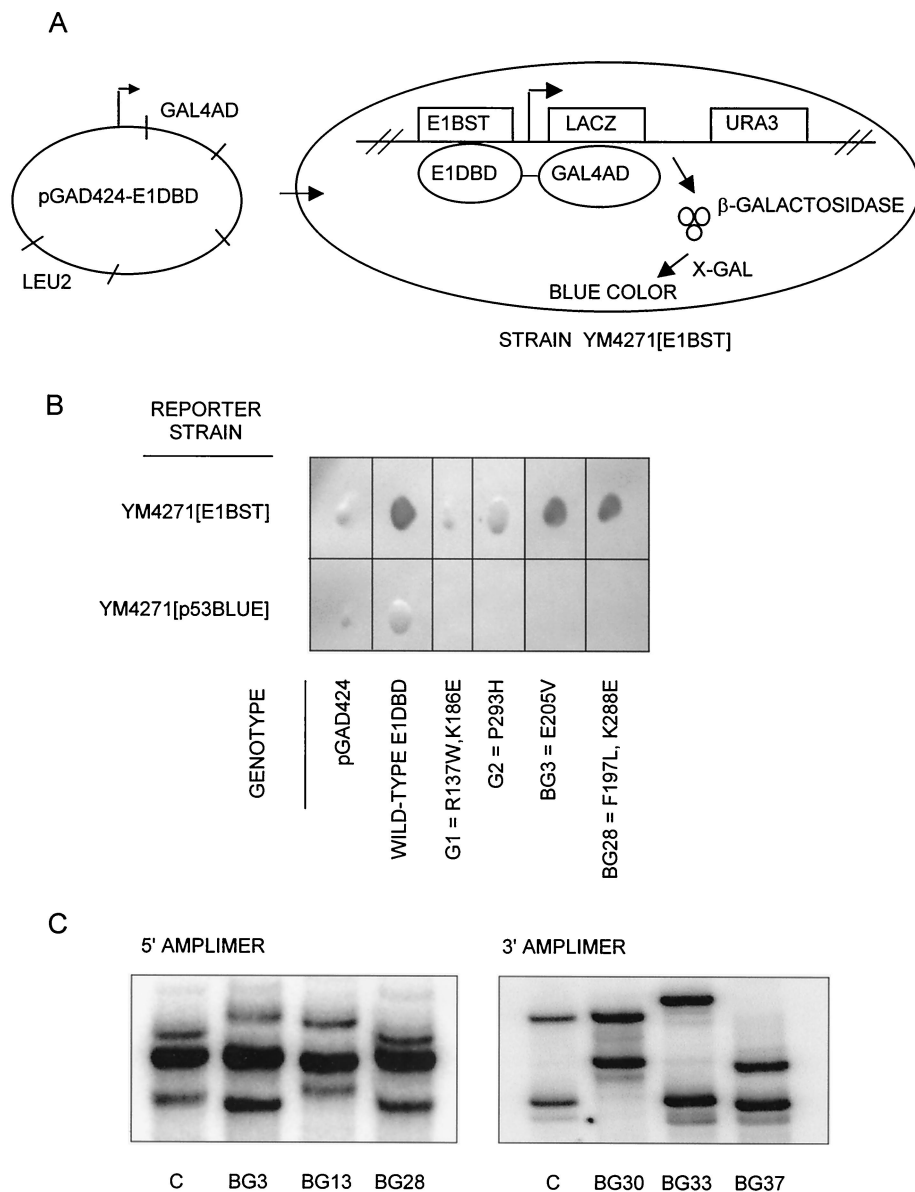 A
GAL4AD
pGAD424-E1DBD
LEU2
E1BST
LACZ
URA3
E1DBD
GAL4AD
β-GALACTOSIDASE
X-GAL
BLUE COLOR
STRAIN YM4271[E1BST]
B
REPORTER
STRAIN
YM4271[E1BST]
YM4271[p53BLUE]
GENOTYPE
pGAD424
WILD-TYPE E1DBD
G1 = R137W,K186E
G2 = P293H
BG3 = E205V
BG28 = F197L, K288E
C
5' AMPLIMER
3' AMPLIMER
C BG3 BG13 BG28
C BG30 BG33 BG37